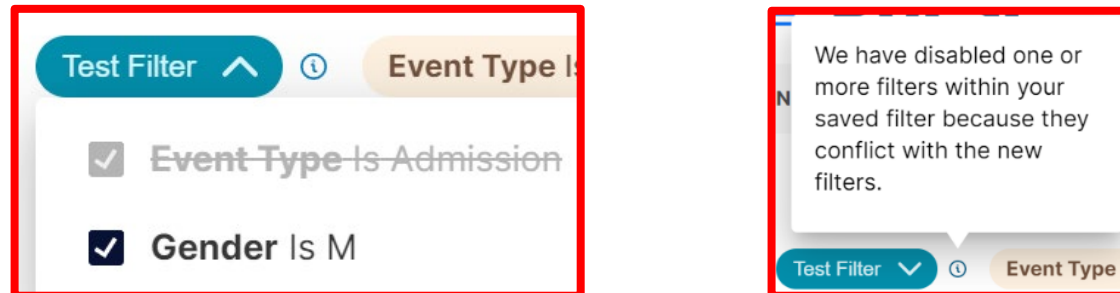 Test Filter Event Type
Event Type Is Admission
Gender Is M
We have disabled one or
more filters within your
saved filter because they
conflict with the new
filters.
Test Filter Event Type